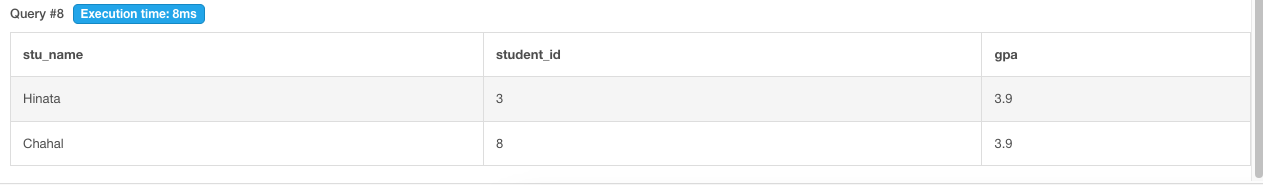 Query #8 Execution time: 8ms
stu_name student_id gpa
Hinata 3 3.9
Chahal 8 3.9